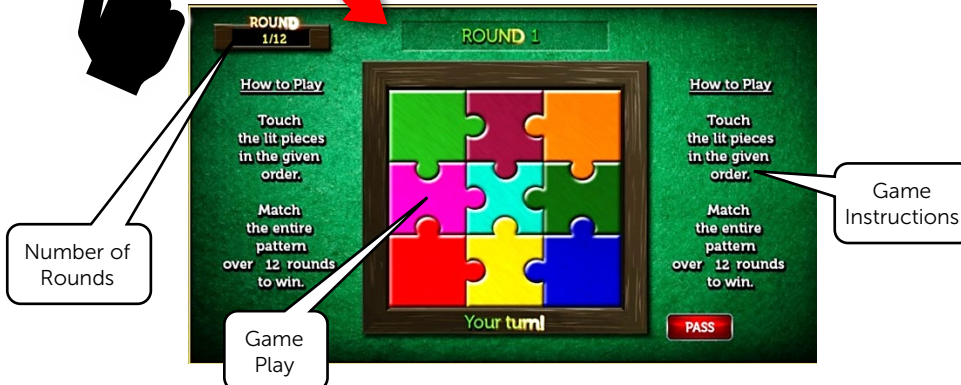 ROUND
1/12
ROUND 1
How to Play
Touch
the lit pieces
in the given
order.
Match
the entire
pattern
over 12 rounds
to win.
How to Play
Touch
the lit pieces
in the given
order.
Match
the entire
pattern
over 12 rounds
to win.
Your turn!
PASS
Number of
Rounds
Game
Play
Game
Instructions